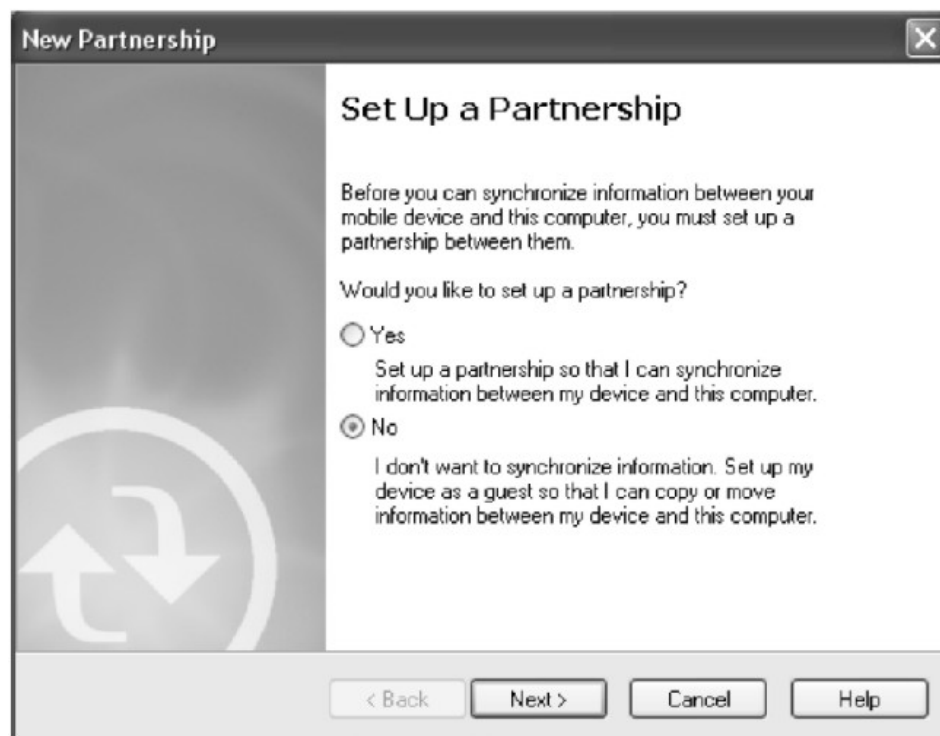 New Partnership
Set Up a Partnership
Before you can synchronize information between your
mobile device and this computer, you must set up a
partnership between them.
Would you like to set up a partnership?
Yes
Set up a partnership so that I can synchronize
information between my device and this computer.
No
I don't want to synchronize information. Set up my
device as a guest so that I can copy or move
information between my device and this computer.
< Back Next > Cancel Help